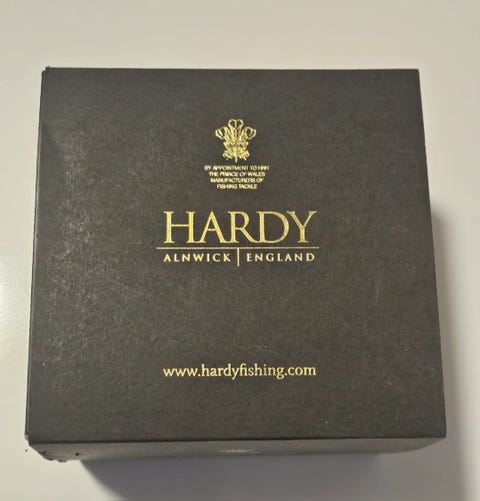 BY APPOINTMENT TO HRH
THE PRINCE OF WALES
MANUFACTURERS OF
FISHING TACKLE
HARDY
ALNWICK | ENGLAND
www.hardyfishing.com